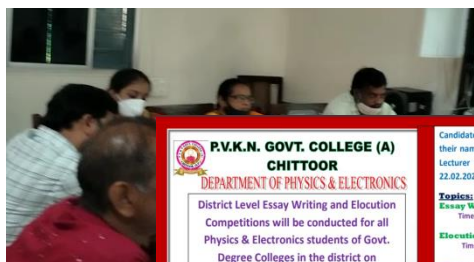 P.V.K.N. GOVT. COLLEGE (A)
CHITTOOR
DEPARTMENT OF PHYSICS & ELECTRONICS
District Level Essay Writing and Elocution
Competitions will be conducted for all
Physics & Electronics students of Govt.
Degree Colleges in the district on
Candidat
their nam
Lecturer
22.02.202
Topics:
Essay W
Time
Elocutio
Tim